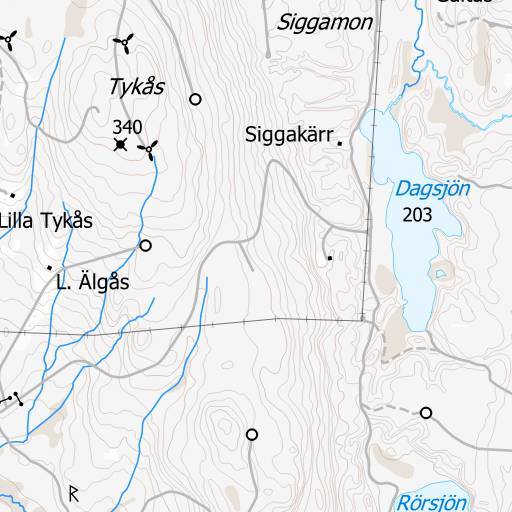 Siggamon
Tykås
340
Siggakärr
Dagsjön
203
Lilla Tykås
L. Älgås
R
Rörsjön